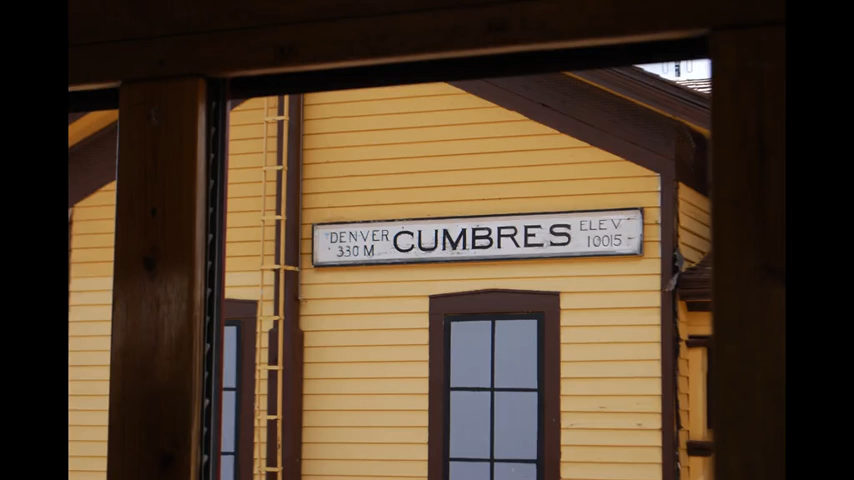 DENVER
330 M
CUMBRES
ELEV
10015